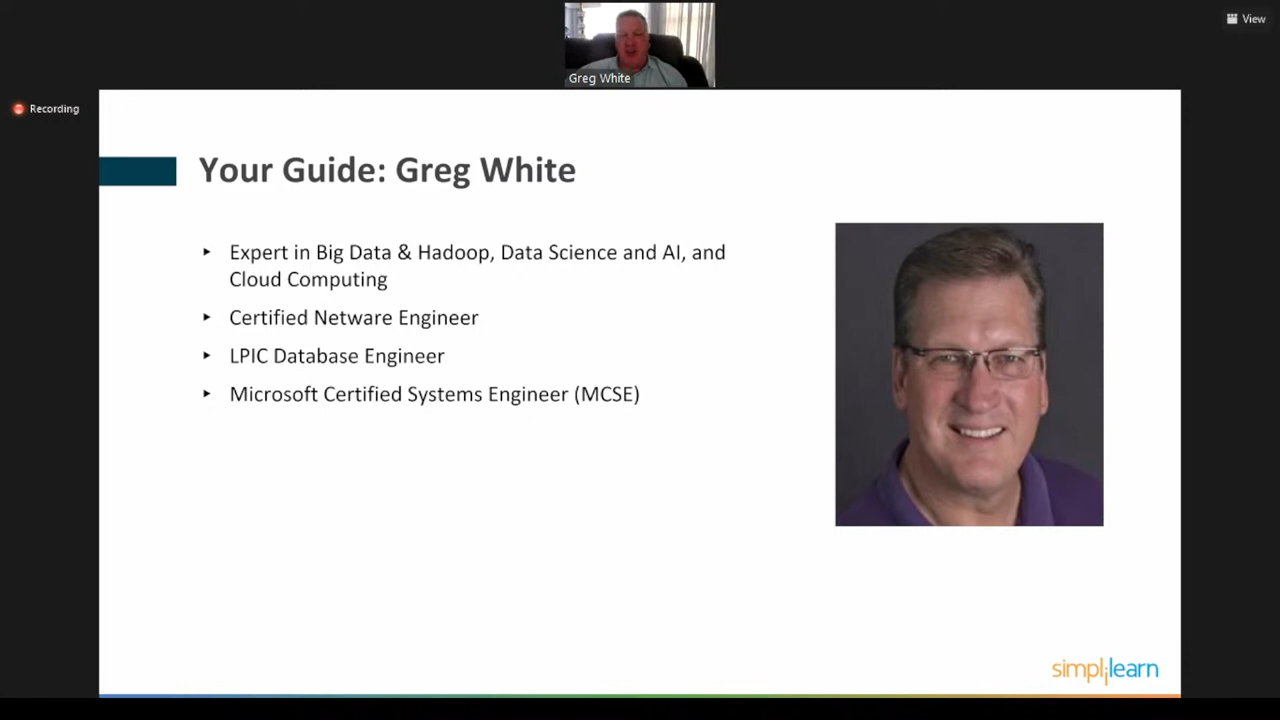 View
Greg White
Recording
Your Guide: Greg White
Expert in Big Data & Hadoop, Data Science and AI, and
Cloud Computing
Certified Netware Engineer
LPIC Database Engineer
Microsoft Certified Systems Engineer (MCSE)
simplilearn